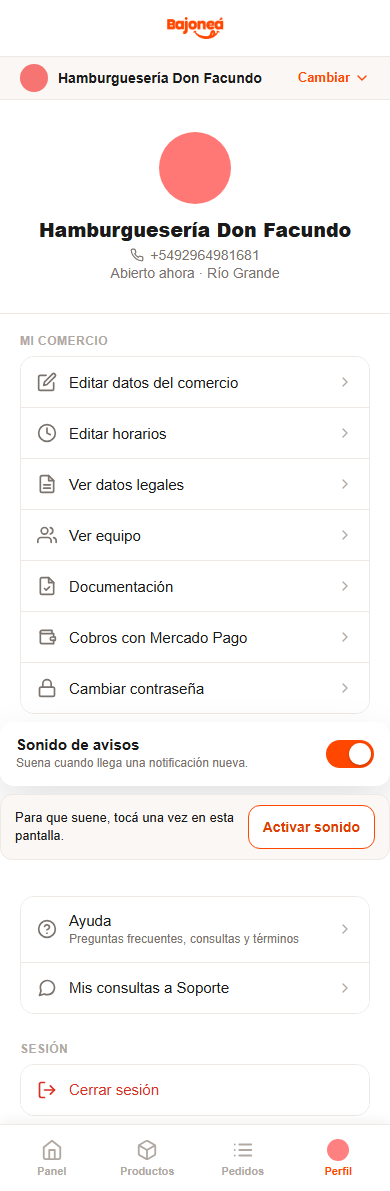 Bajoneá
Hamburguesería Don Facundo
Cambiar
Hamburguesería Don Facundo
+5492964981681
Abierto ahora · Río Grande
MI COMERCIO
Editar datos del comercio
Editar horarios
Ver datos legales
Ver equipo
Documentación
Cobros con Mercado Pago
Cambiar contraseña
Sonido de avisos
Suena cuando llega una notificación nueva.
Para que suene, tocá una vez en esta
pantalla.
Activar sonido
Ayuda
Preguntas frecuentes, consultas y términos
Mis consultas a Soporte
SESIÓN
Cerrar sesión
Panel
Productos
Pedidos
Perfil